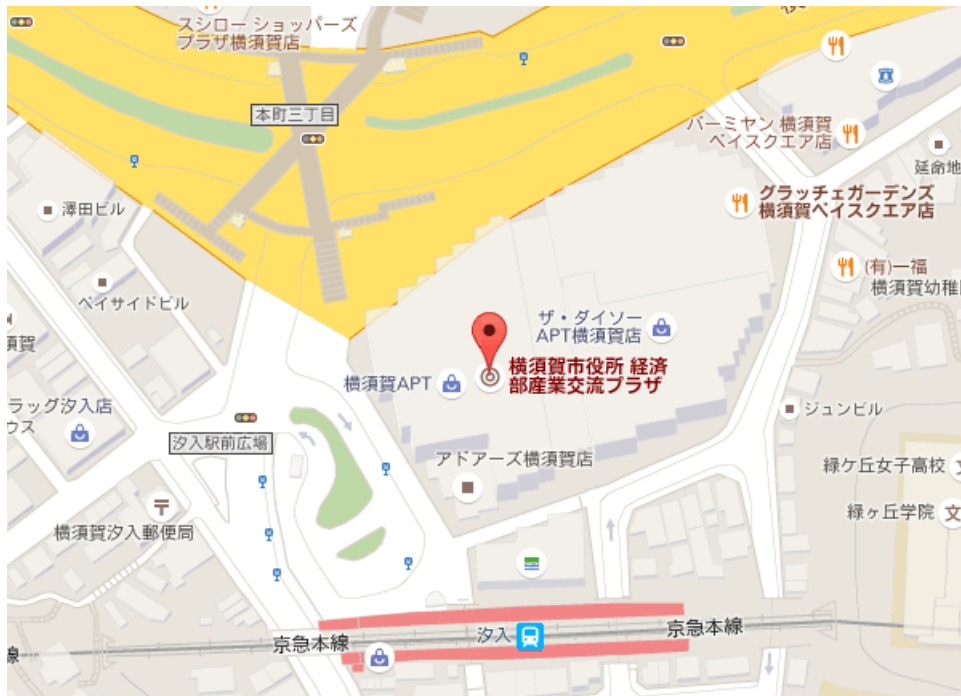 スシロー ショッパーズ
プラザ横須賀店
本町三丁目
バーミヤン 横須賀
ベイスクエア店
延命地
澤田ビル
グラッチェガーデンズ
横須賀ベイスクエア店
(有)一福
横須賀幼稚
ベイサイドビル
ザ・ダイソー
APT横須賀店
須賀
横須賀APT
横須賀市役所 経済
部産業交流プラザ
ラッグ汐入店
ウス
ジュンビル
汐入駅前広場
アドアーズ横須賀店
緑ケ丘女子高校
文
横須賀汐入郵便局
緑ヶ丘学院
文
京急本線
汐入
京急本線
線